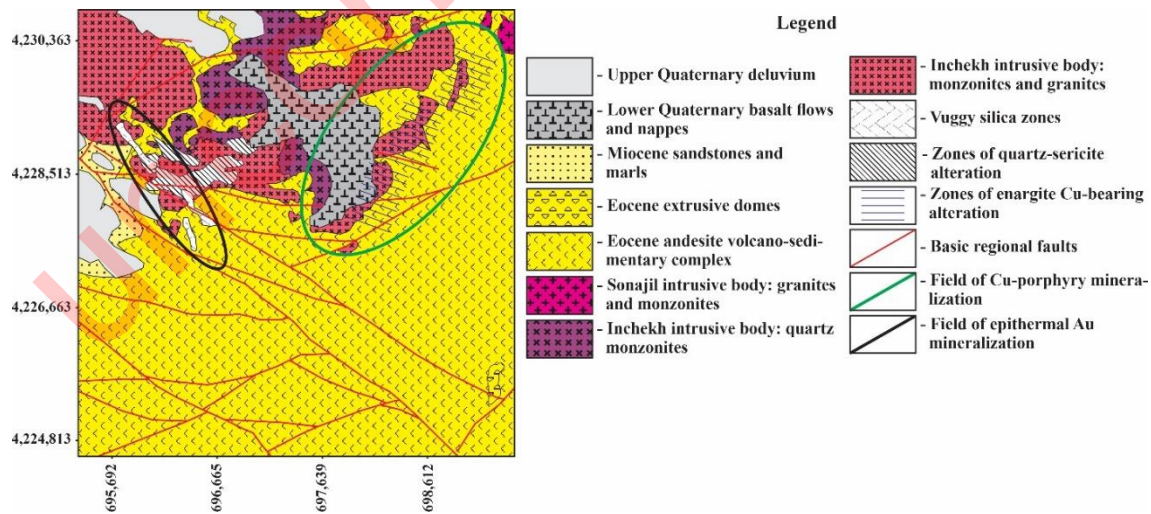 4,230,363
4,228,513
4,226,663
4,224,813
695,692
696,665
697,639
698,612
Legend
- Upper Quaternary deluvium
- Lower Quaternary basalt flows
and nappes
- Miocene sandstones and
marls
- Eocene extrusive domes
- Eocene andesite volcano-sedi-
mentary complex
- Sonajil intrusive body: granites
and monzonites
- Inchekh intrusive body: quartz
monzonites
- Inchekh intrusive body:
monzonites and granites
- Vuggy silica zones
- Zones of quartz-sericite
alteration
- Zones of enargite Cu-bearing
alteration
- Basic regional faults
- Field of Cu-porphyry minera-
lization
- Field of epithermal Au
mineralization